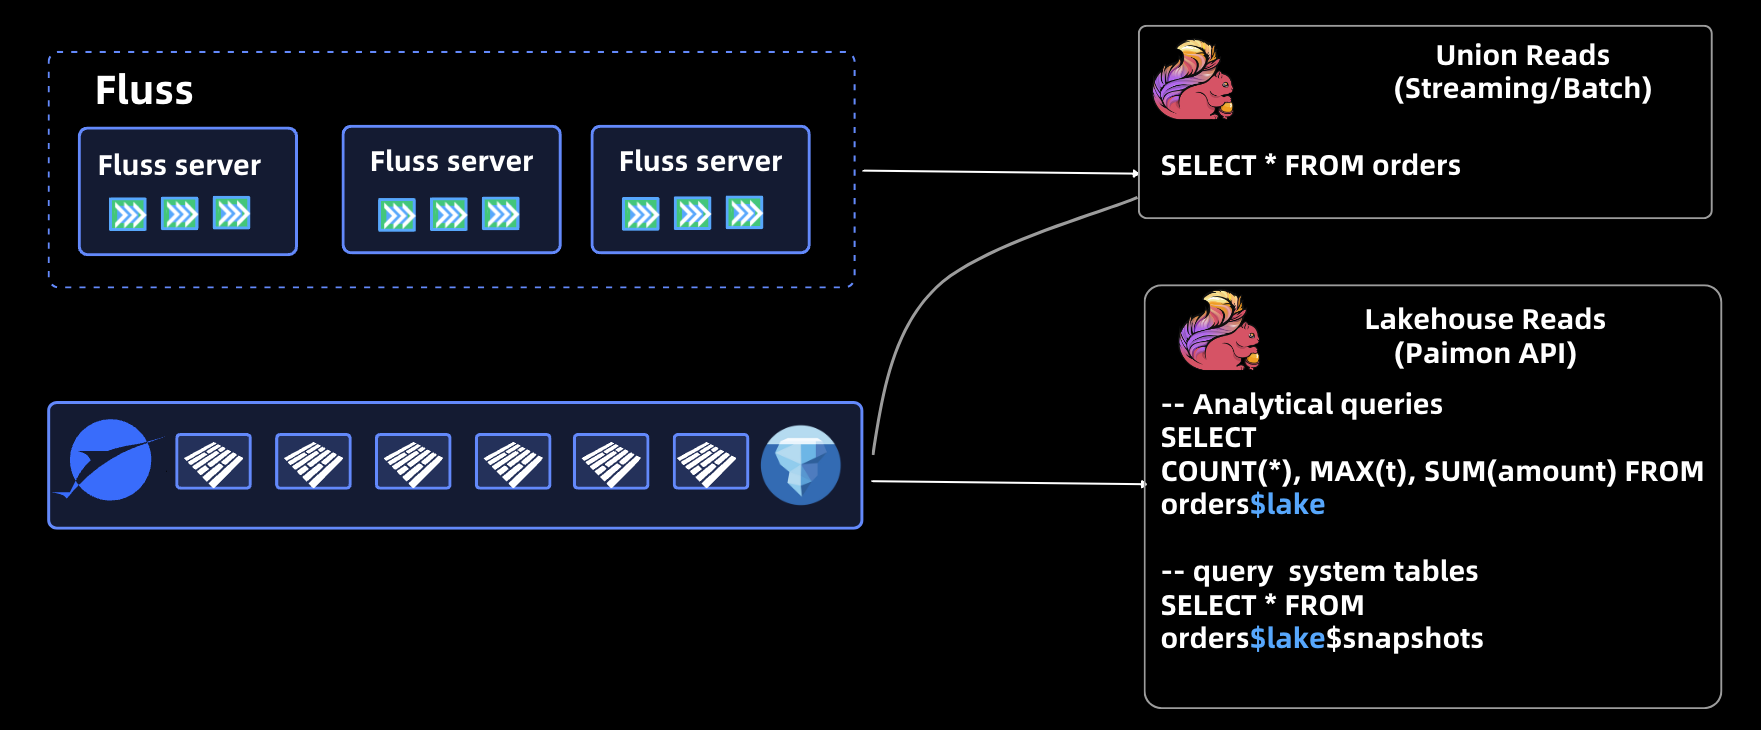 Fluss
Fluss server
Fluss server
Fluss server
Union Reads
(Streaming/Batch)
SELECT * FROM orders
Lakehouse Reads
(Paimon API)
-- Analytical queries
SELECT
COUNT(*), MAX(t), SUM(amount) FROM
orders$lake
-- query  system tables
SELECT * FROM
orders$lake$snapshots